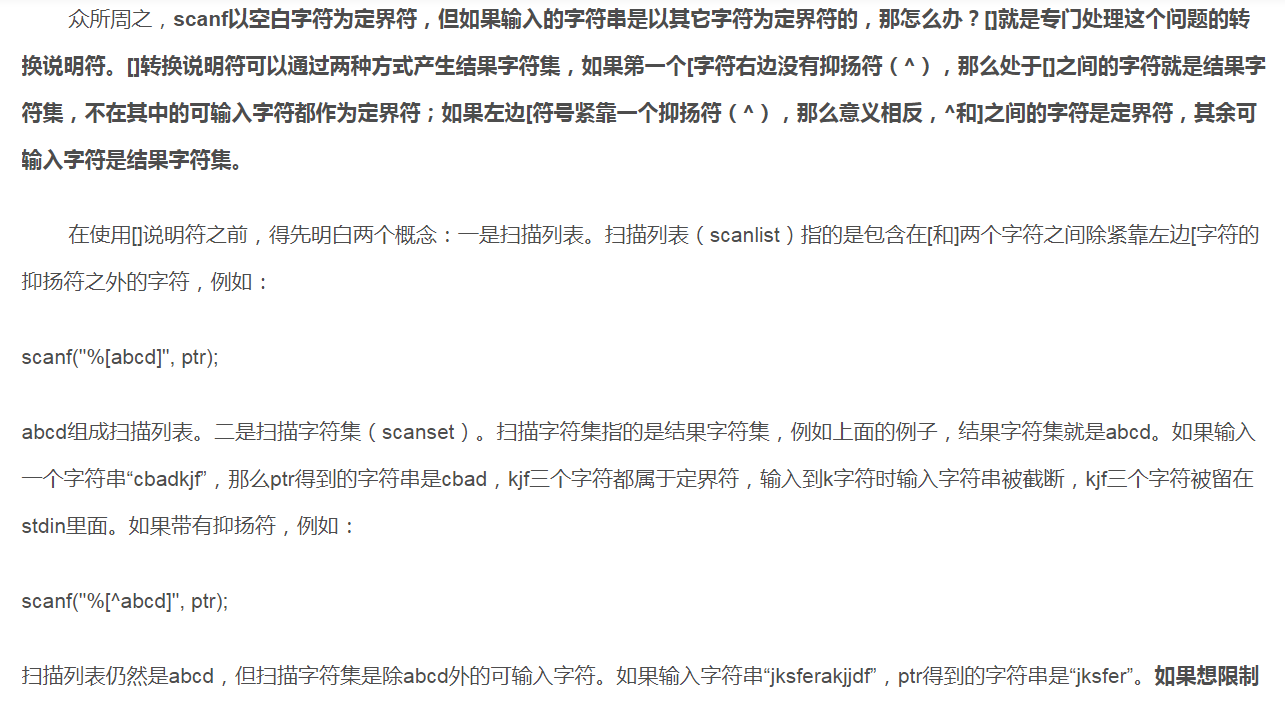 众所周之，scanf以空白字符为定界符，但如果输入的字符串是以其它字符为定界符的，那怎么办？[]就是专门处理这个问题的转
换说明符。[]转换说明符可以通过两种方式产生结果字符集，如果第一个[字符右边没有抑扬符（^），那么处于[]之间的字符就是结果字
符集，不在其中的可输入字符都作为定界符；如果左边[符号紧靠一个抑扬符（^），那么意义相反，^和]之间的字符是定界符，其余可
输入字符是结果字符集。
在使用[]说明符之前，得先明白两个概念：一是扫描列表。扫描列表（scanlist）指的是包含在[和]两个字符之间除紧靠左边[字符的
抑扬符之外的字符，例如：
scanf("%[abcd]", ptr);
abcd组成扫描列表。二是扫描字符集（scanset）。扫描字符集指的是结果字符集，例如上面的例子，结果字符集就是abcd。如果输入
一个字符串“cbadkjf”，那么ptr得到的字符串是cbad，kjf三个字符都属于定界符，输入到k字符时输入字符串被截断，kjf三个字符被留在
stdin里面。如果带有抑扬符，例如：
scanf("%[^abcd]", ptr);
扫描列表仍然是abcd，但扫描字符集是除abcd外的可输入字符。如果输入字符串“jksferakjjdf”，ptr得到的字符串是“jksfer”。如果想限制